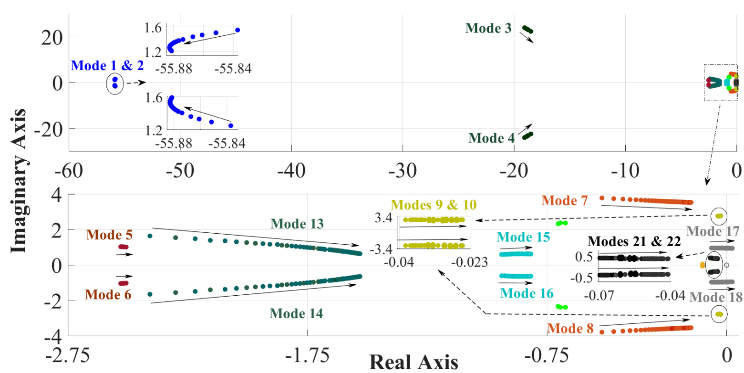 20
0
-20
-60
-50
-40
-30
-20
-10
0
Mode 1 & 2
1.6
1.2
-55.88
-55.84
1.6
1.2
-55.88
-55.84
Mode 3
Mode 4
Imaginary Axis
4
2
0
-2
-4
-2.75
-1.75
-0.75
0
Real Axis
Mode 5
Mode 6
Mode 13
Mode 14
Modes 9 & 10
3.4
-3.4
-0.04
-0.023
Mode 7
Mode 8
Mode 15
Mode 16
Modes 21 & 22
0.5
-0.5
-0.07
-0.04
Mode 17
Mode 18